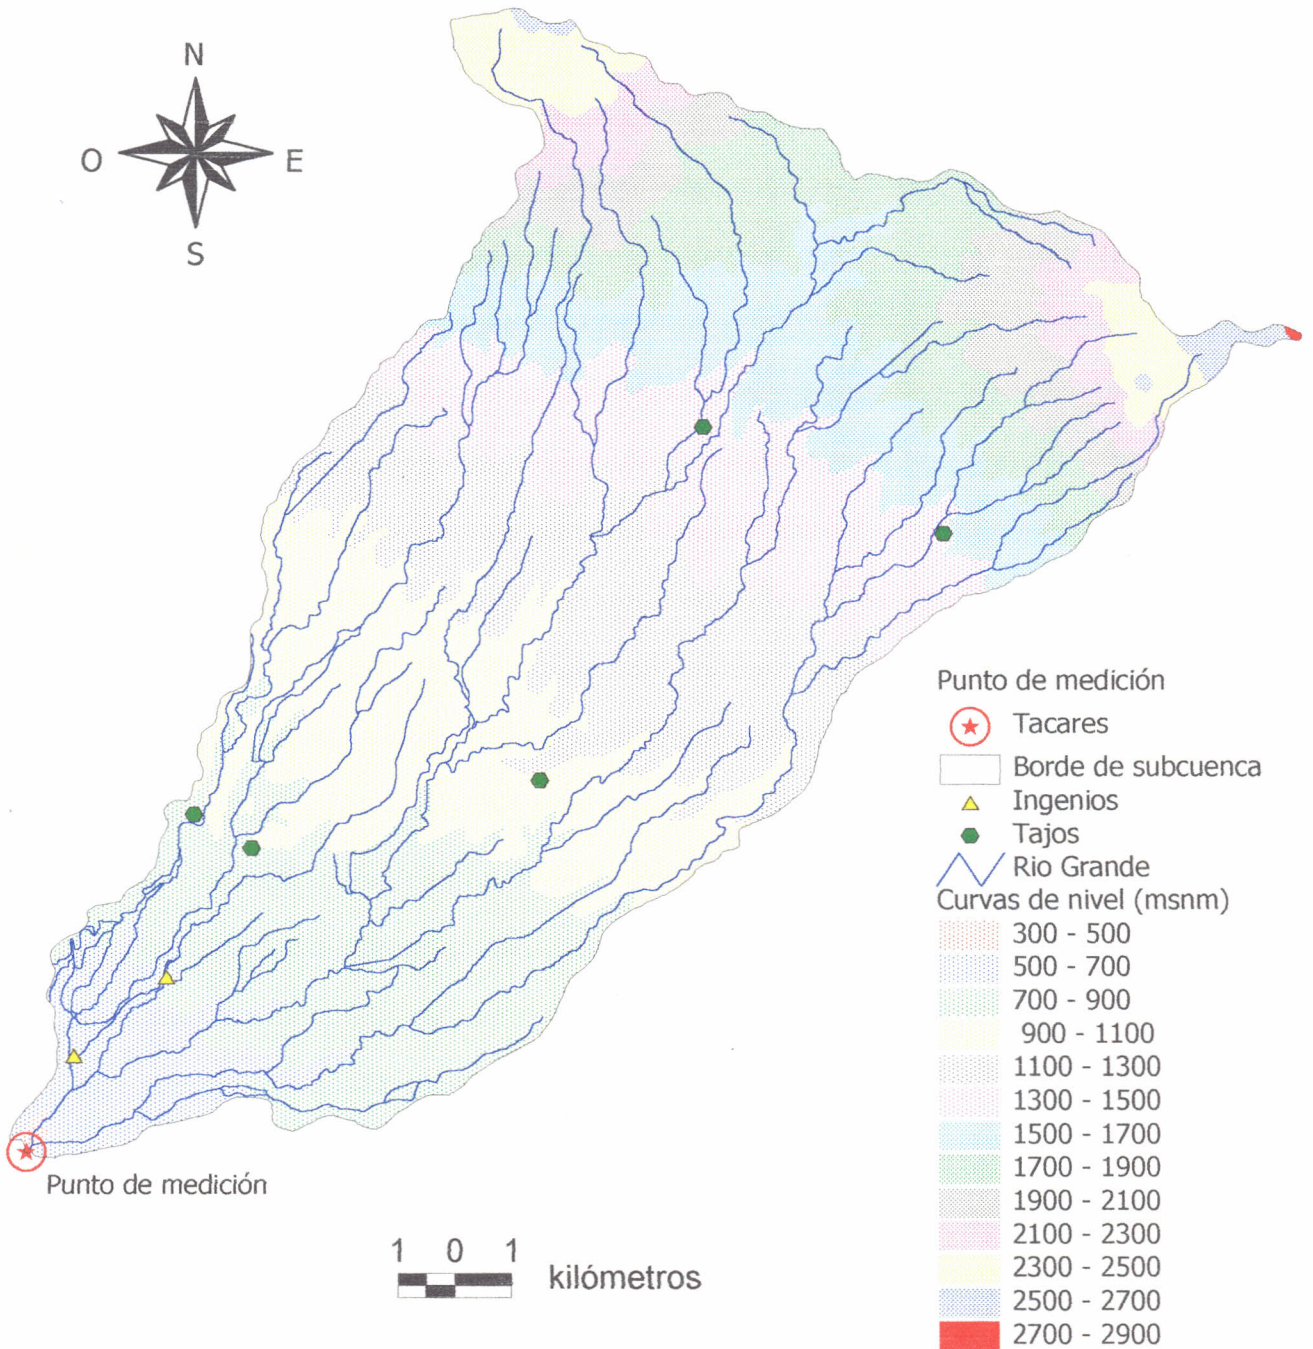 N
O
E
S
Punto de medición
Tacares
Borde de subcuenca
Ingenios
Tajos
Rio Grande
Curvas de nivel (msnm)
300 - 500
500 - 700
700 - 900
900 - 1100
1100 - 1300
1300 - 1500
1500 - 1700
1700 - 1900
1900 - 2100
2100 - 2300
2300 - 2500
2500 - 2700
2700 - 2900
Punto de medición
1 0 1
kilómetros